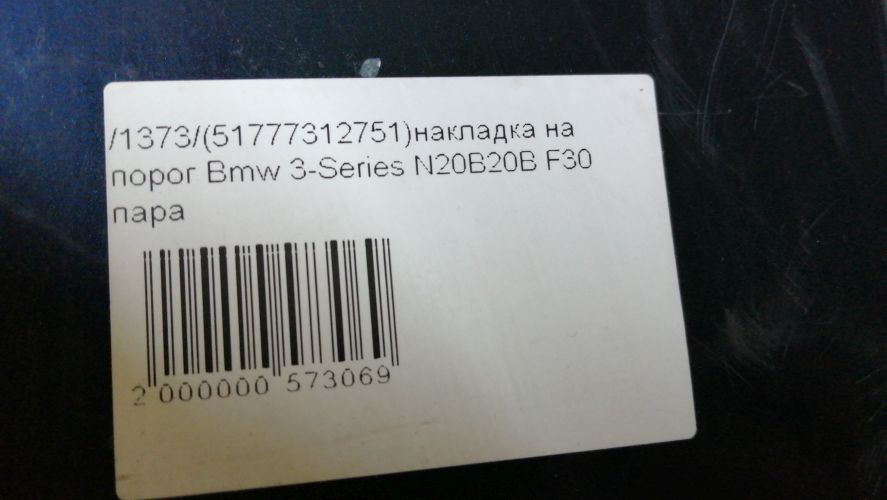 /1373/(51777312751)накладка на
порог Bmw 3-Series N20B20B F30
пара
2 000000 573069